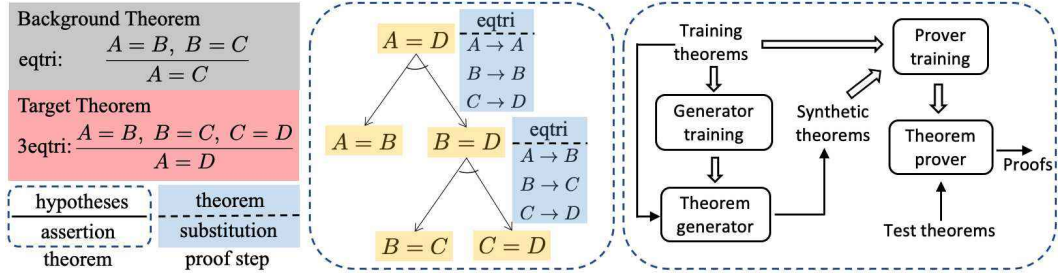 Background Theorem
eqtri:
A = B, B = C
A = C
Target Theorem
3eqtri:
A = B, B = C, C = D
A = D
hypotheses
assertion
theorem
theorem
substitution
proof step
A = D
eqtri
A → A
B → B
C → D
A = B
B = D
eqtri
A → B
B → C
C → D
B = C
C = D
Training
theorems
Prover
training
Generator
training
Synthetic
theorems
Theorem
prover
Proofs
Theorem
generator
Test theorems